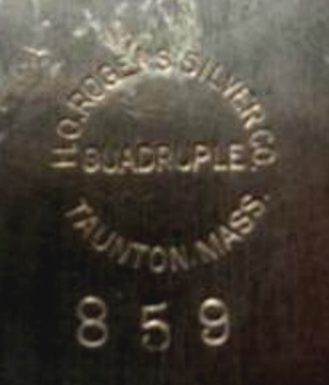 H.O. ROGERS SILVER CO.
QUADRUPLE
TAUNTON. MASS.
859